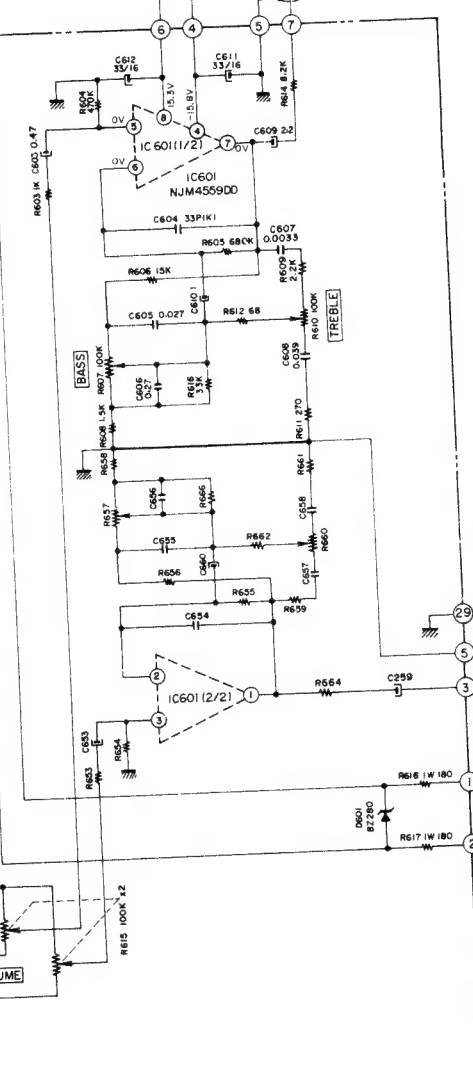 6
4
5
7
C612
33/16
C611
33/16
R604
470K
15.3V
-15.8V
R614 8.2K
C603 0.47
R603 1K
0V
5
8
4
IC601(1/2)
7
0V
C609 2.2
0V
6
IC601
NJM4559DD
C604 33P(K)
R605 680K
C607
0.0033
R606 15K
R609
2.2K
C610 1
C605 0.027
R612 68
R610 100K
TREBLE
BASS
R607 100K
C606
0.27
R616
33K
C608
0.039
R608 1.5K
R611 270
R658
R661
R657
C656
R666
C658
C655
R662
R660
C660
R656
C657
R655
R659
C654
29
5
2
IC601(2/2)
1
R664
C259
3
3
C653
R654
R653
R616 1W 180
1
D601
BZ280
R617 1W 180
R615 100K X2
UME